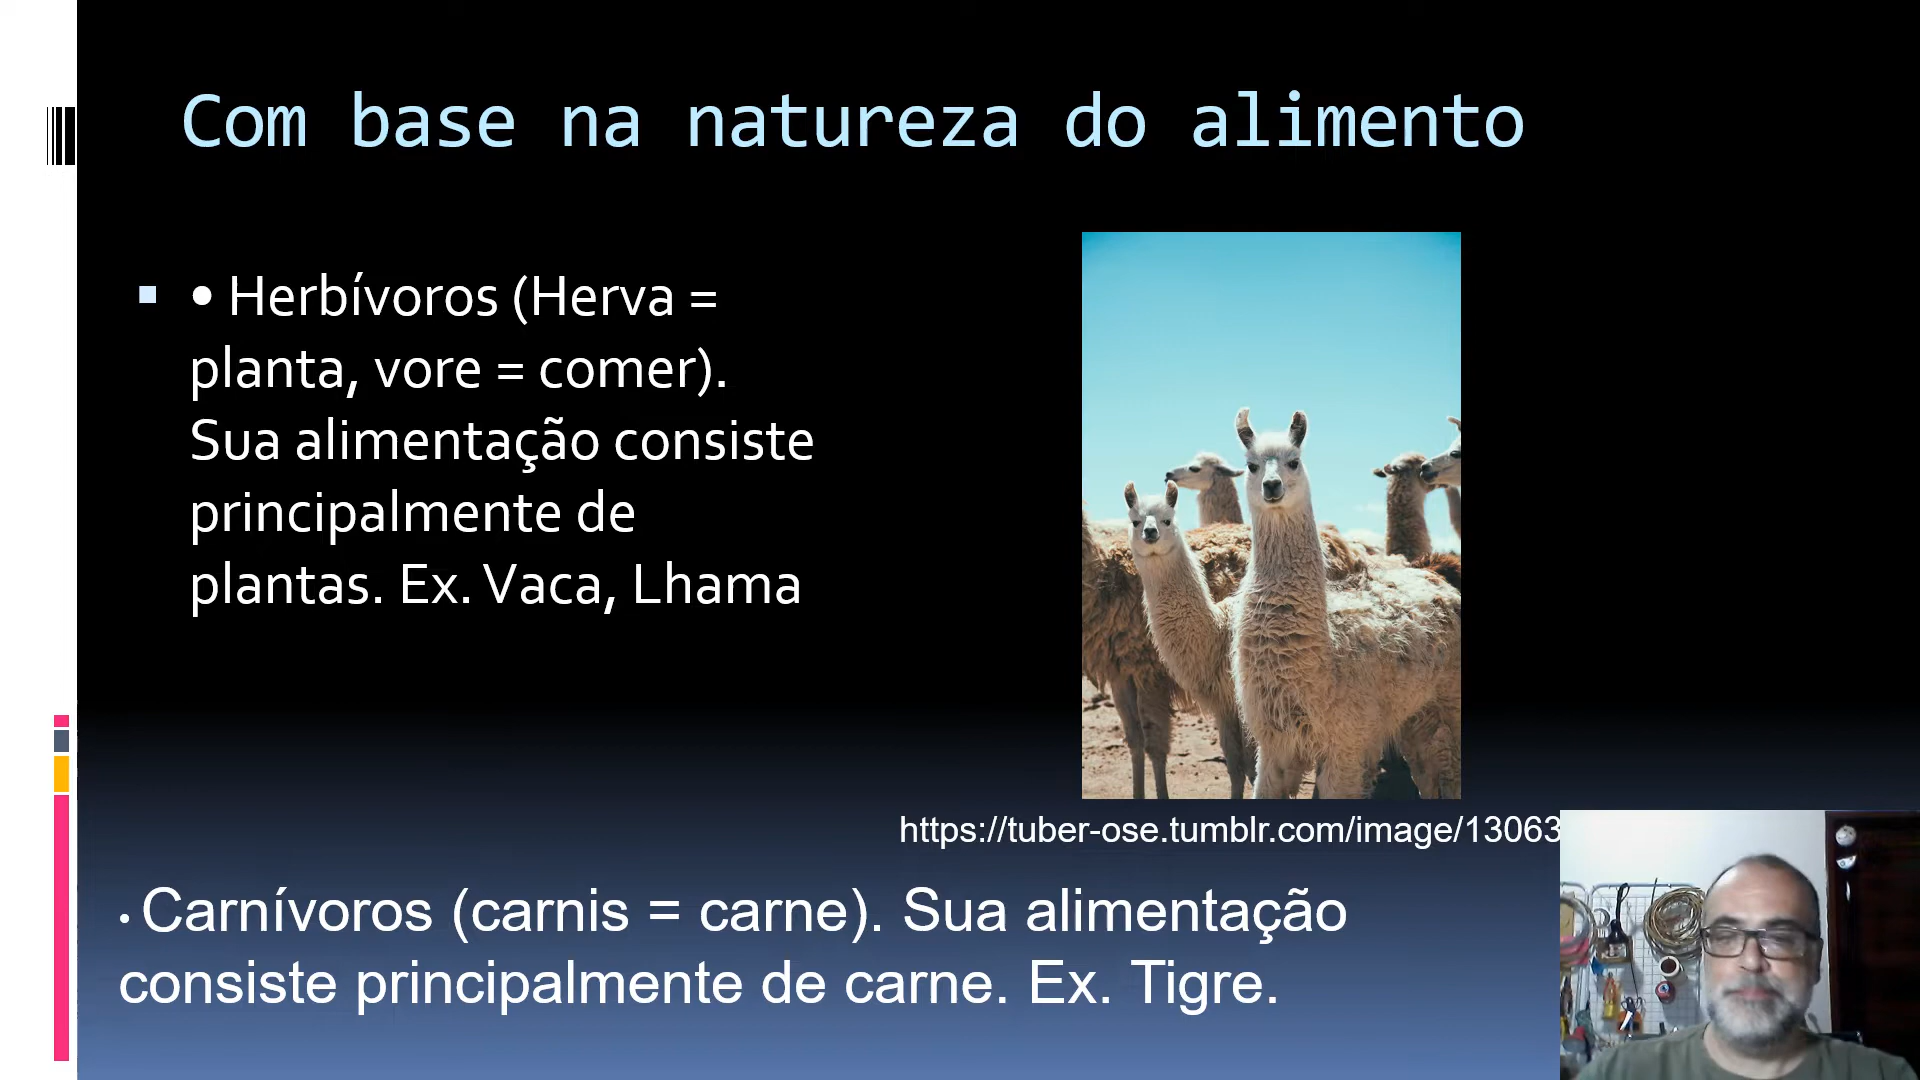 Com base na natureza do alimento
• Herbívoros (Herva =
planta, vore = comer).
Sua alimentação consiste
principalmente de
plantas. Ex. Vaca, Lhama
https://tuber-ose.tumblr.com/image/13063
• Carnívoros (carnis = carne). Sua alimentação
consiste principalmente de carne. Ex. Tigre.